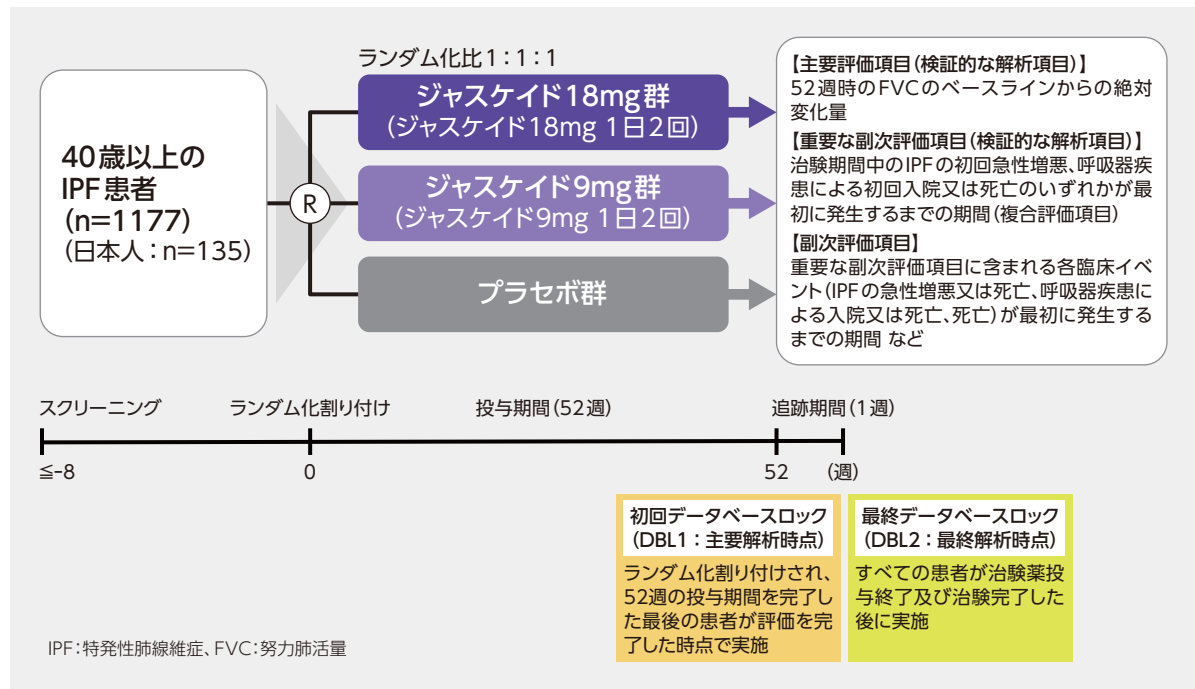 ランダム化比1：1：1
40歳以上の
IPF患者
(n=1177)
(日本人：n=135)
R
ジャスケイド18mg群
(ジャスケイド18mg 1日2回)
ジャスケイド9mg群
(ジャスケイド9mg 1日2回)
プラセボ群
【主要評価項目(検証的な解析項目)】
52週時のFVCのベースラインからの絶対
変化量
【重要な副次評価項目(検証的な解析項目)】
治験期間中のIPFの初回急性増悪、呼吸器疾
患による初回入院又は死亡のいずれかが最
初に発生するまでの期間(複合評価項目)
【副次評価項目】
重要な副次評価項目に含まれる各臨床イベ
ント(IPFの急性増悪又は死亡、呼吸器疾患に
よる入院又は死亡、死亡)が最初に発生する
までの期間 など
スクリーニング ランダム化割り付け 投与期間(52週) 追跡期間(1週)
≦-8 0 52 (週)
初回データベースロック
(DBL1：主要解析時点)
ランダム化割り付けされ、
52週の投与期間を完了し
た最後の患者が評価を完
了した時点で実施
最終データベースロック
(DBL2：最終解析時点)
すべての患者が治験薬投
与終了及び治験完了した
後に実施
IPF：特発性肺線維症、FVC：努力肺活量